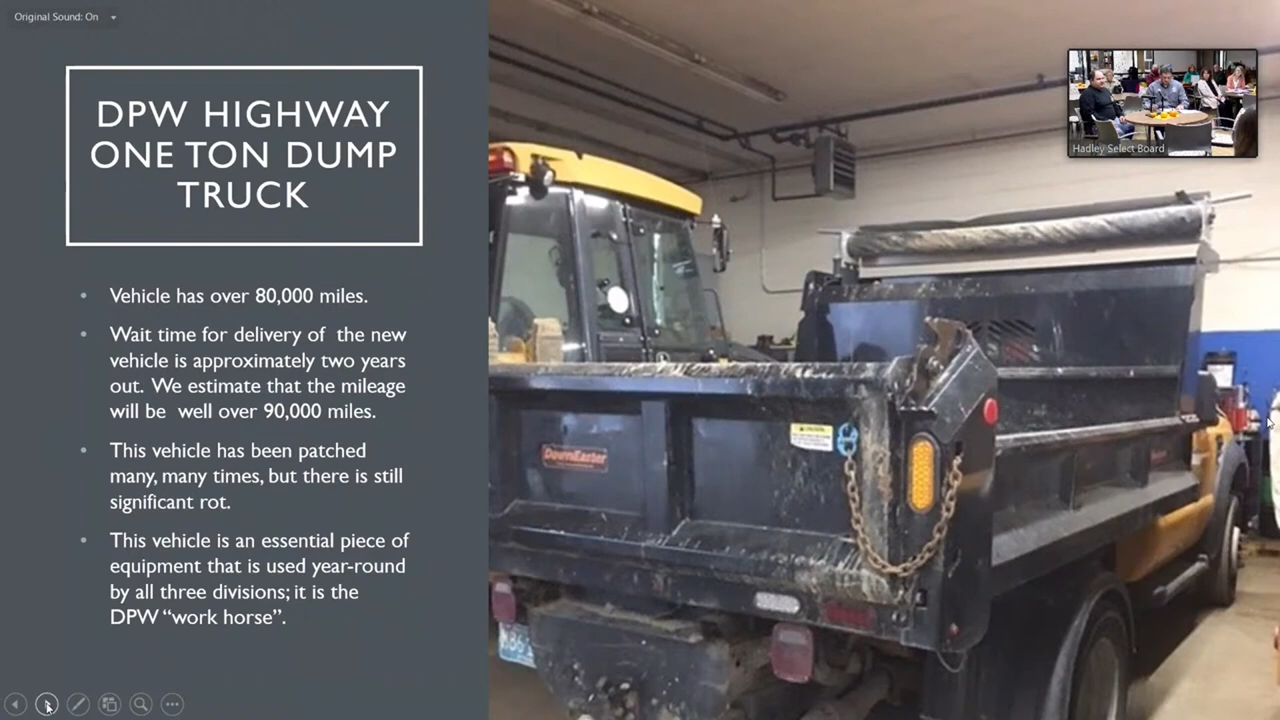 Original Sound: On
DPW HIGHWAY
ONE TON DUMP
TRUCK
• Vehicle has over 80,000 miles.
• Wait time for delivery of the new
vehicle is approximately two years
out. We estimate that the mileage
will be well over 90,000 miles.
• This vehicle has been patched
many, many times, but there is still
significant rot.
• This vehicle is an essential piece of
equipment that is used year-round
by all three divisions; it is the
DPW “work horse”.
DownEaster
Hadley Select Board